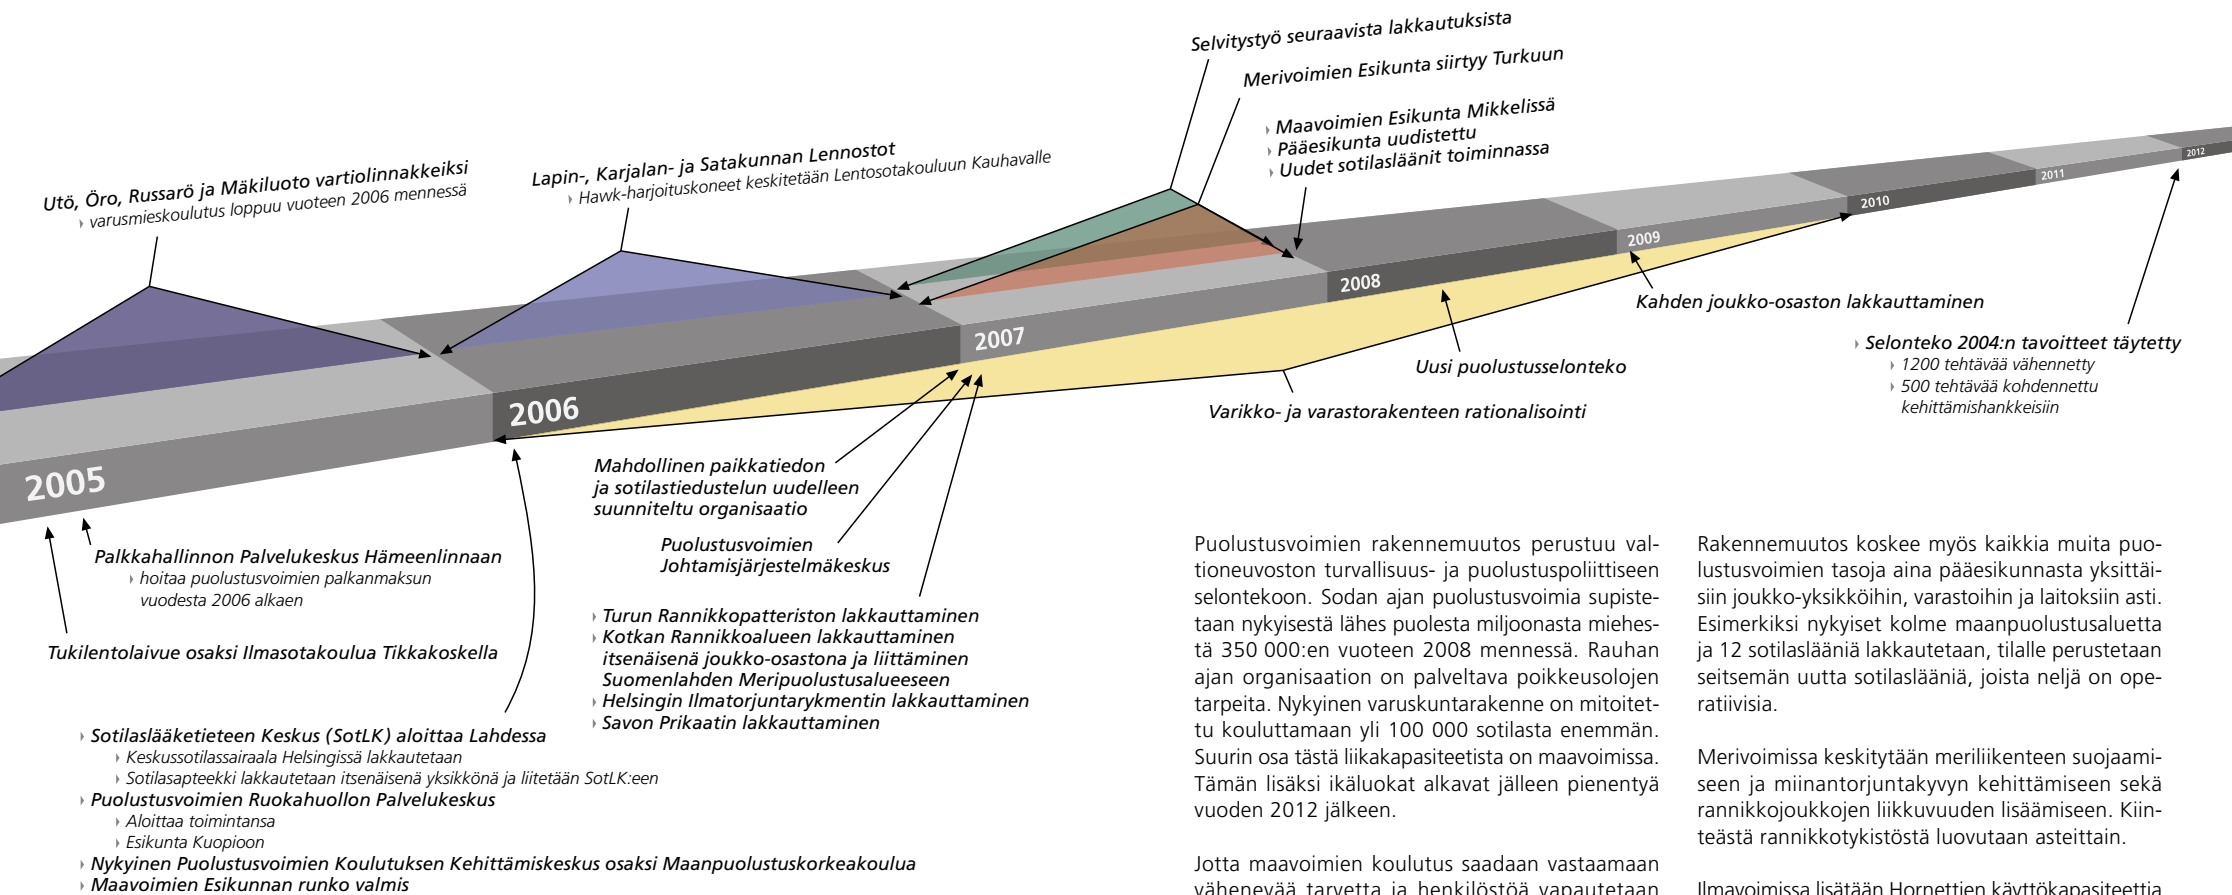 Selvitystyö seuraavista lakkautuksista
Merivoimien Esikunta siirtyy Turkuun
Maavoimien Esikunta Mikkelissä
Pääesikunta uudistettu
Uudet sotilasläänit toiminnassa
Utö, Öro, Russarö ja Mäkiluoto vartiolinnakkeiksi
varusmieskoulutus loppuu vuoteen 2006 mennessä
Lapin-, Karjalan- ja Satakunnan Lennostot
Hawk-harjoituskoneet keskitetään Lentosotakouluun Kauhavalle
2005
2006
2007
2008
2009
2010
2011
2012
Kahden joukko-osaston lakkauttaminen
Selonteko 2004:n tavoitteet täytetty
1200 tehtävää vähennetty
500 tehtävää kohdennettu
kehittämishankkeisiin
Uusi puolustusselonteko
Varikko- ja varastorakenteen rationalisointi
Mahdollinen paikkatiedon
ja sotilastiedustelun uudelleen
suunniteltu organisaatio
Puolustusvoimien
Johtamisjärjestelmäkeskus
Turun Rannikkopatteriston lakkauttaminen
Kotkan Rannikkoalueen lakkauttaminen
itsenäisenä joukko-osastona ja liittäminen
Suomenlahden Meripuolustusalueeseen
Helsingin Ilmatorjuntarykmentin lakkauttaminen
Savon Prikaatin lakkauttaminen
Palkkahallinnon Palvelukeskus Hämeenlinnaan
hoitaa puolustusvoimien palkanmaksun
vuodesta 2006 alkaen
Tukilentolaivue osaksi Ilmasotakoulua Tikkakoskella
Sotilaslääketieteen Keskus (SotLK) aloittaa Lahdessa
Keskussotilassairaala Helsingissä lakkautetaan
Sotilasapteekki lakkautetaan itsenäisenä yksikkönä ja liitetään SotLK:een
Puolustusvoimien Ruokahuollon Palvelukeskus
Aloittaa toimintansa
Esikunta Kuopioon
Nykyinen Puolustusvoimien Koulutuksen Kehittämiskeskus osaksi Maanpuolustuskorkeakoulua
Maavoimien Esikunnan runko valmis
Puolustusvoimien rakennemuutos perustuu val-
tioneuvoston turvallisuus- ja puolustuspoliittiseen
selontekoon. Sodan ajan puolustusvoimia supiste-
taan nykyisestä lähes puolesta miljoonasta miehes-
tä 350 000:en vuoteen 2008 mennessä. Rauhan
ajan organisaation on palveltava poikkeusolojen
tarpeita. Nykyinen varuskuntarakenne on mitoitet-
tu kouluttamaan yli 100 000 sotilasta enemmän.
Suurin osa tästä liikakapasiteetista on maavoimissa.
Tämän lisäksi ikäluokat alkavat jälleen pienentyä
vuoden 2012 jälkeen.
Jotta maavoimien koulutus saadaan vastaamaan
vähenevää tarvetta ja henkilöstöä vapautetaan
Rakennemuutos koskee myös kaikkia muita puo-
lustusvoimien tasoja aina pääesikunnasta yksittäi-
siin joukko-yksikköihin, varastoihin ja laitoksiin asti.
Esimerkiksi nykyiset kolme maanpuolustusaluetta
ja 12 sotilaslääniä lakkautetaan, tilalle perustetaan
seitsemän uutta sotilaslääniä, joista neljä on ope-
ratiivisia.
Merivoimissa keskitytään meriliikenteen suojaami-
seen ja miinantorjuntakyvyn kehittämiseen sekä
rannikkojoukkojen liikkuvuuden lisäämiseen. Kiin-
teästä rannikkotykistöstä luovutaan asteittain.
Ilmavoimissa lisätään Hornettien käyttökapasiteettia